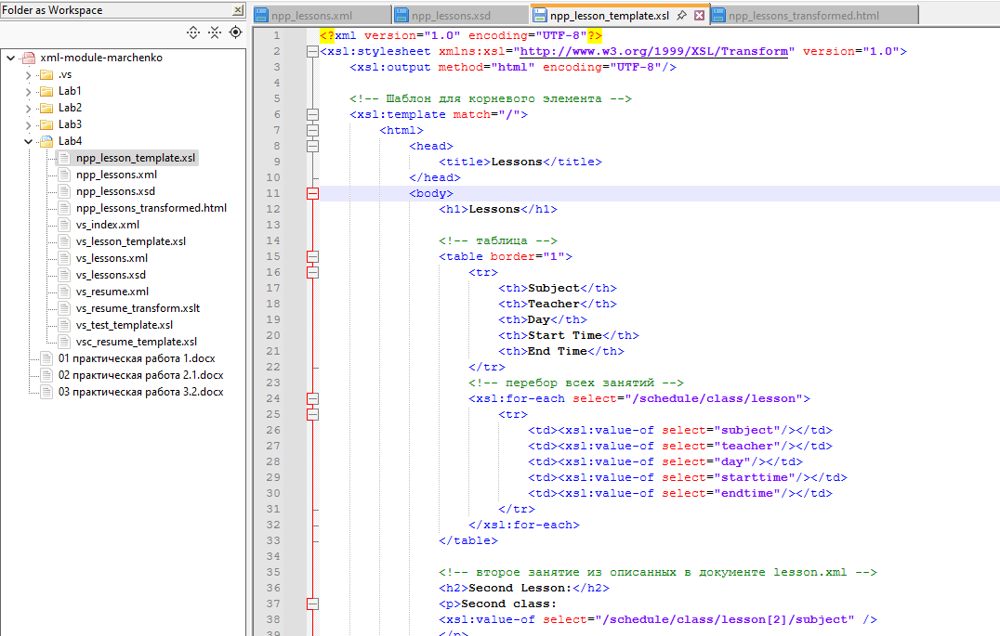 Folder as Workspace
xml-module-marchenko
.vs
Lab1
Lab2
Lab3
Lab4
npp_lesson_template.xsl
npp_lessons.xml
npp_lessons.xsd
npp_lessons_transformed.html
vs_index.xml
vs_lesson_template.xsl
vs_lessons.xml
vs_lessons.xsd
vs_resume.xml
vs_resume_transform.xslt
vs_test_template.xsl
vsc_resume_template.xsl
01 практическая работа 1.docx
02 практическая работа 2.1.docx
03 практическая работа 3.2.docx
npp_lessons.xml npp_lessons.xsd npp_lesson_template.xsl npp_lessons_transformed.html
1 <?xml version="1.0" encoding="UTF-8"?>
2 <xsl:stylesheet xmlns:xsl="http://www.w3.org/1999/XSL/Transform" version="1.0">
3 <xsl:output method="html" encoding="UTF-8"/>
4
5 <!-- Шаблон для корневого элемента -->
6 <xsl:template match="/">
7 <html>
8 <head>
9 <title>Lessons</title>
10 </head>
11 <body>
12 <h1>Lessons</h1>
13
14 <!-- таблица -->
15 <table border="1">
16 <tr>
17 <th>Subject</th>
18 <th>Teacher</th>
19 <th>Day</th>
20 <th>Start Time</th>
21 <th>End Time</th>
22 </tr>
23 <!-- перебор всех занятий -->
24 <xsl:for-each select="/schedule/class/lesson">
25 <tr>
26 <td><xsl:value-of select="subject"/></td>
27 <td><xsl:value-of select="teacher"/></td>
28 <td><xsl:value-of select="day"/></td>
29 <td><xsl:value-of select="starttime"/></td>
30 <td><xsl:value-of select="endtime"/></td>
31 </tr>
32 </xsl:for-each>
33 </table>
34
35 <!-- второе занятие из описанных в документе lesson.xml -->
36 <h2>Second Lesson:</h2>
37 <p>Second class:
38 <xsl:value-of select="/schedule/class/lesson[2]/subject" />
39 </p>